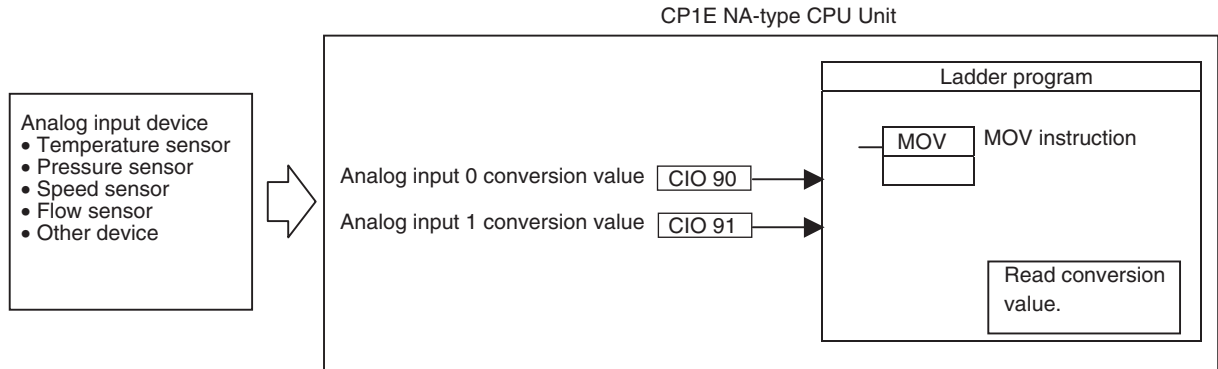 CP1E NA-type CPU Unit
Analog input device
• Temperature sensor
• Pressure sensor
• Speed sensor
• Flow sensor
• Other device
Analog input 0 conversion value CIO 90
Analog input 1 conversion value CIO 91
Ladder program
MOV MOV instruction
Read conversion
value.